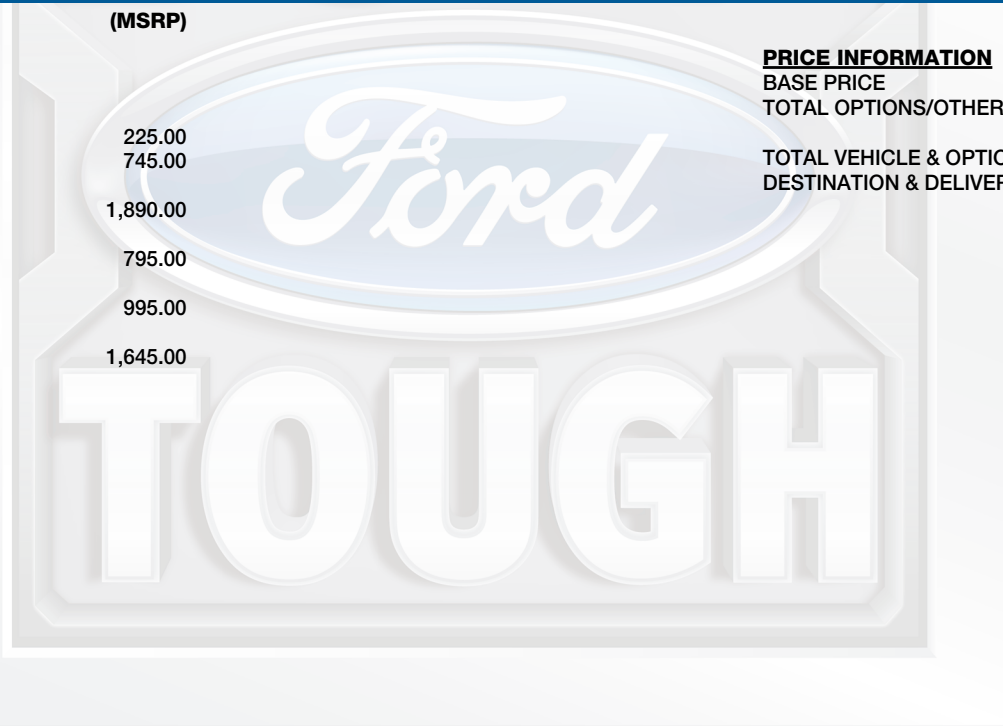 (MSRP)
225.00
745.00
1,890.00
795.00
995.00
1,645.00
PRICE INFORMATION
BASE PRICE
TOTAL OPTIONS/OTHER
TOTAL VEHICLE & OPTIO
DESTINATION & DELIVER
Ford
TOUGH